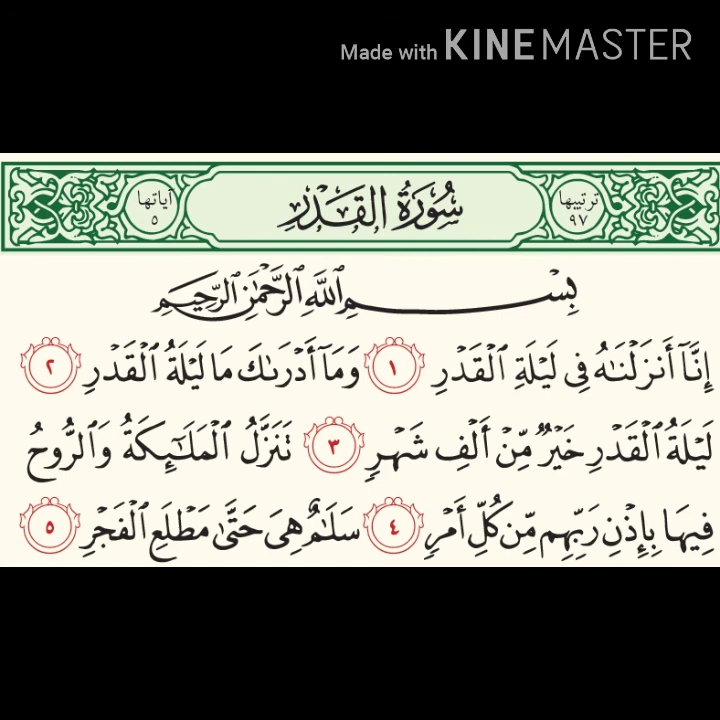 Made with KINEMASTER
ترتيبها ٩٧ سُورَةُ القَدْرِ آياتها ٥
بِسْمِ ٱللَّهِ ٱلرَّحْمَٰنِ ٱلرَّحِيمِ
إِنَّآ أَنزَلْنَٰهُ فِى لَيْلَةِ ٱلْقَدْرِ ١ وَمَآ أَدْرَىٰكَ مَا لَيْلَةُ ٱلْقَدْرِ ٢
لَيْلَةُ ٱلْقَدْرِ خَيْرٌ مِّنْ أَلْفِ شَهْرٍ ٣ تَنَزَّلُ ٱلْمَلَٰٓئِكَةُ وَٱلرُّوحُ
فِيهَا بِإِذْنِ رَبِّهِم مِّن كُلِّ أَمْرٍ ٤ سَلَٰمٌ هِىَ حَتَّىٰ مَطْلَعِ ٱلْفَجْرِ ٥